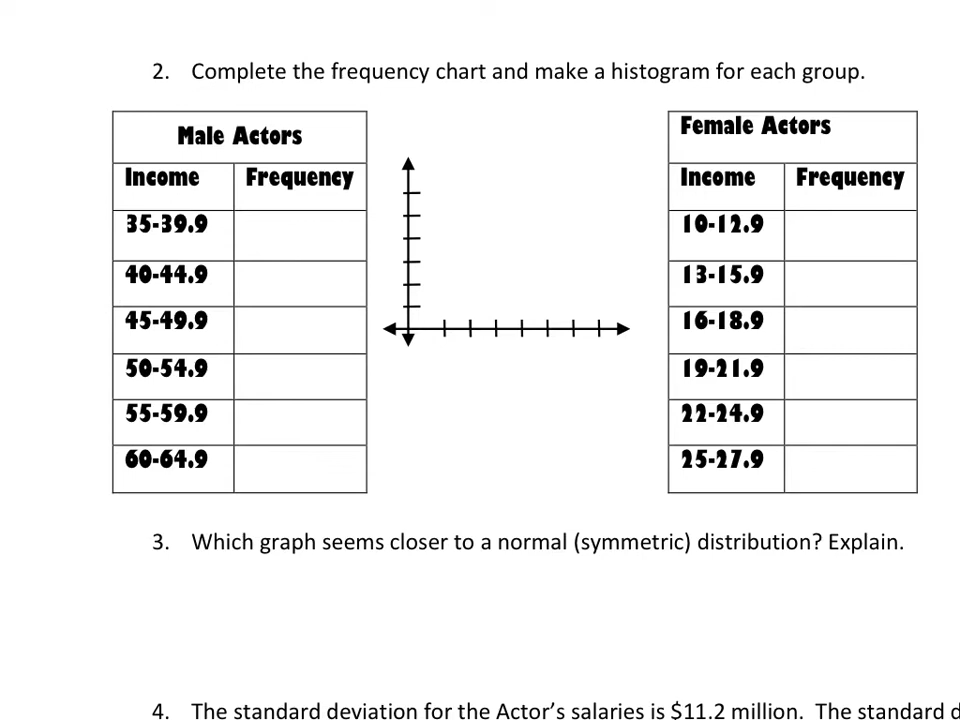 2. Complete the frequency chart and make a histogram for each group.
Male Actors
Income Frequency
35-39.9
40-44.9
45-49.9
50-54.9
55-59.9
60-64.9
Female Actors
Income Frequency
10-12.9
13-15.9
16-18.9
19-21.9
22-24.9
25-27.9
3. Which graph seems closer to a normal (symmetric) distribution? Explain.
4. The standard deviation for the Actor’s salaries is $11.2 million. The standard